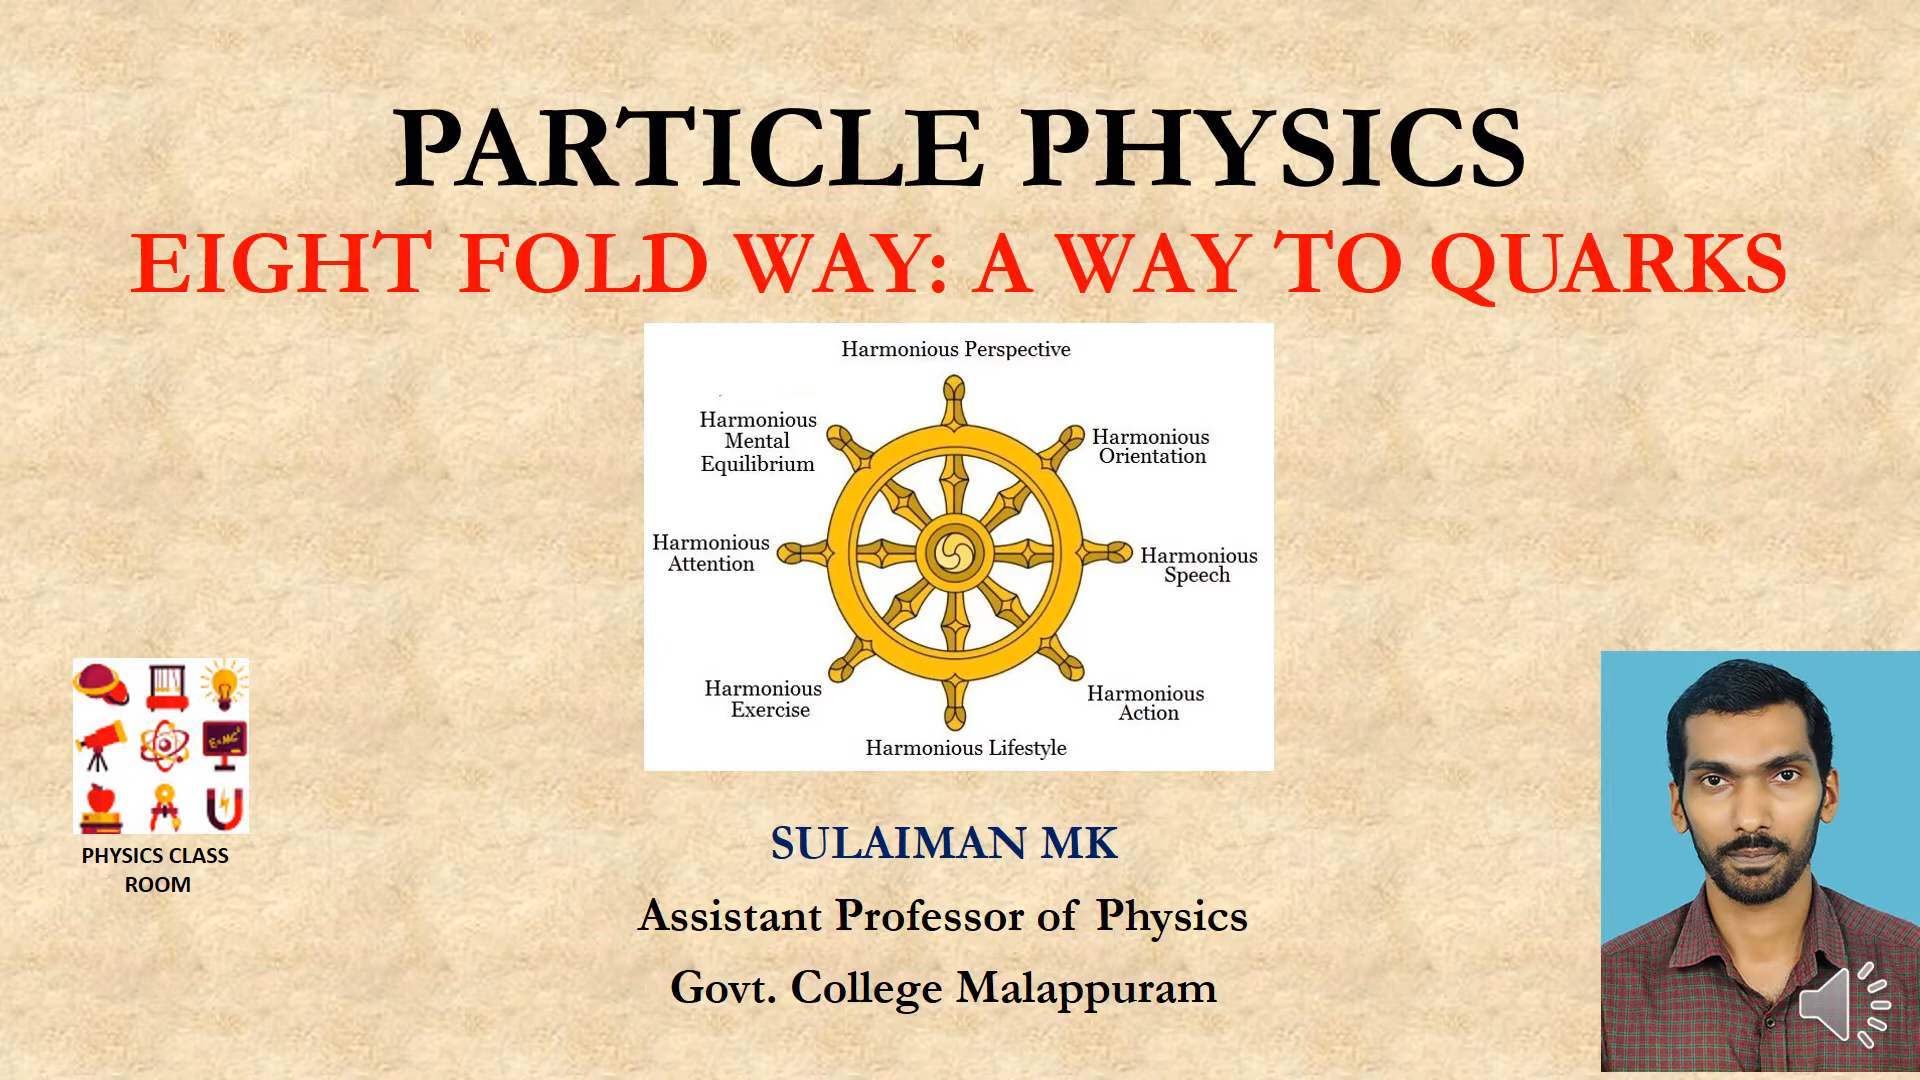 PARTICLE PHYSICS
EIGHT FOLD WAY: A WAY TO QUARKS
Harmonious Perspective
Harmonious
Mental
Equilibrium
Harmonious
Orientation
Harmonious
Attention
Harmonious
Speech
Harmonious
Exercise
Harmonious
Action
Harmonious Lifestyle
E=MC²
PHYSICS CLASS
ROOM
SULAIMAN MK
Assistant Professor of Physics
Govt. College Malappuram